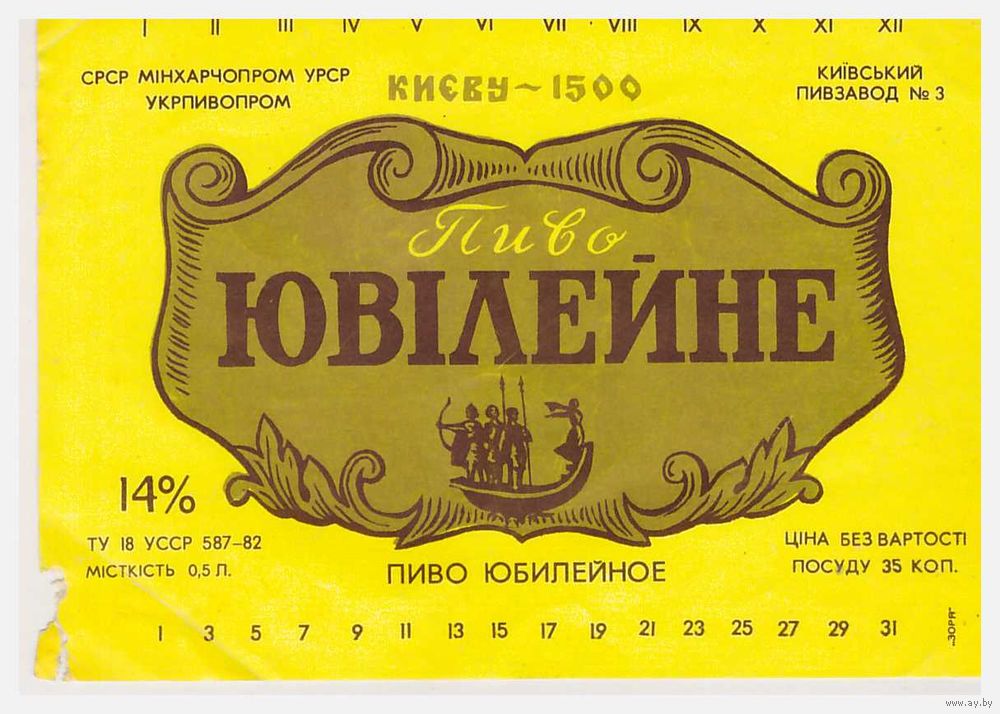 I II III IV V VI VII VIII IX X XI XII
СРСР МІНХАРЧОПРОМ УРСР
УКРПИВОПРОМ
КИЄВУ ~ 1500
КИЇВСЬКИЙ
ПИВЗАВОД № 3
Пиво
ЮВІЛЕЙНЕ
14%
ТУ 18 УССР 587–82
МІСТКІСТЬ 0,5 Л.
ПИВО ЮБИЛЕЙНОЕ
ЦІНА БЕЗ ВАРТОСТІ
ПОСУДУ 35 КОП.
1 3 5 7 9 11 13 15 17 19 21 23 25 27 29 31
„ЗОРЯ"
www.ay.by